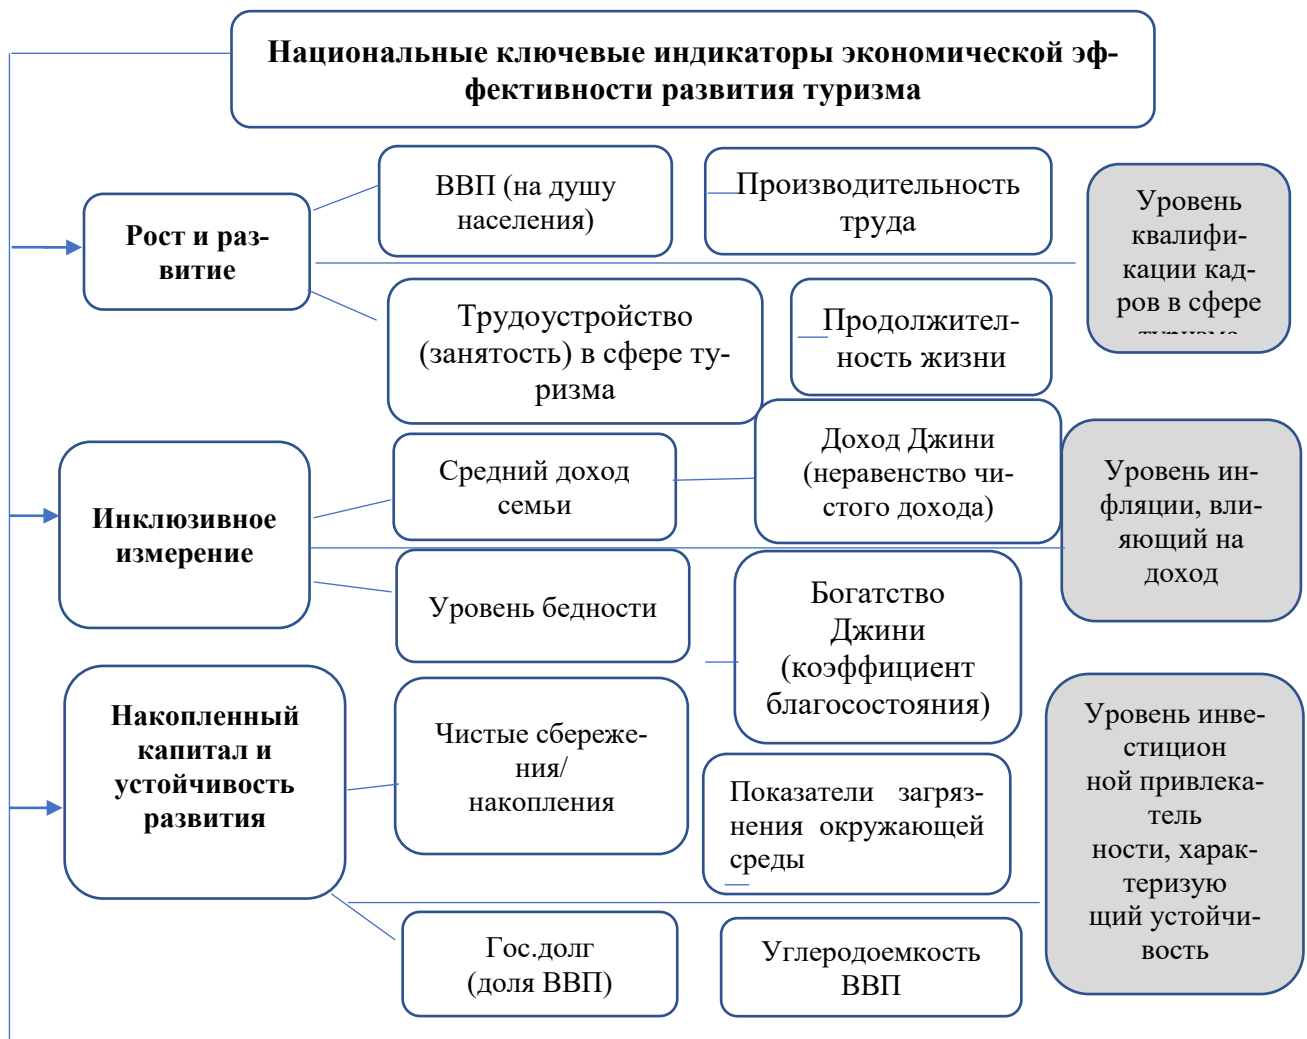 Национальные ключевые индикаторы экономической эф-
фективности развития туризма
Рост и раз-
витие
ВВП (на душу
населения)
Производительность
труда
Трудоустройство
(занятость) в сфере ту-
ризма
Продолжител-
ность жизни
Уровень
квалифи-
кации кад-
ров в сфере
туризма
Инклюзивное
измерение
Средний доход
семьи
Доход Джини
(неравенство чи-
стого дохода)
Уровень бедности
Богатство
Джини
(коэффициент
благосостояния)
Уровень ин-
фляции, вли-
яющий на
доход
Накопленный
капитал и
устойчивость
развития
Чистые сбереже-
ния/
накопления
Показатели загряз-
нения окружающей
среды
Гос.долг
(доля ВВП)
Углеродоемкость
ВВП
Уровень инве-
стицион
ной привлека-
тель
ности, харак-
теризую
щий устойчи-
вость